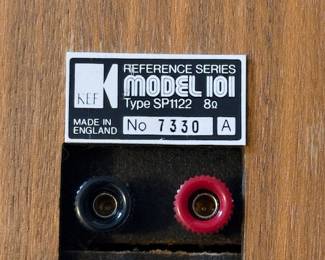 KEF
REFERENCE SERIES
MODEL 101
Type SP1122 8Ω
MADE IN
ENGLAND
No 7330 A